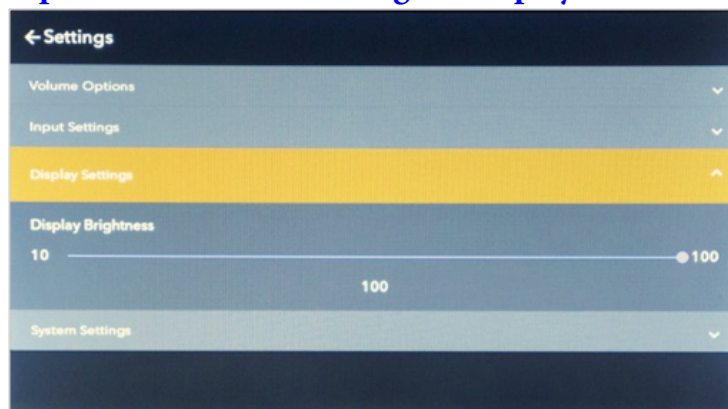 ←Settings
Volume Options
Input Settings
Display Settings
Display Brightness
10 100
100
System Settings